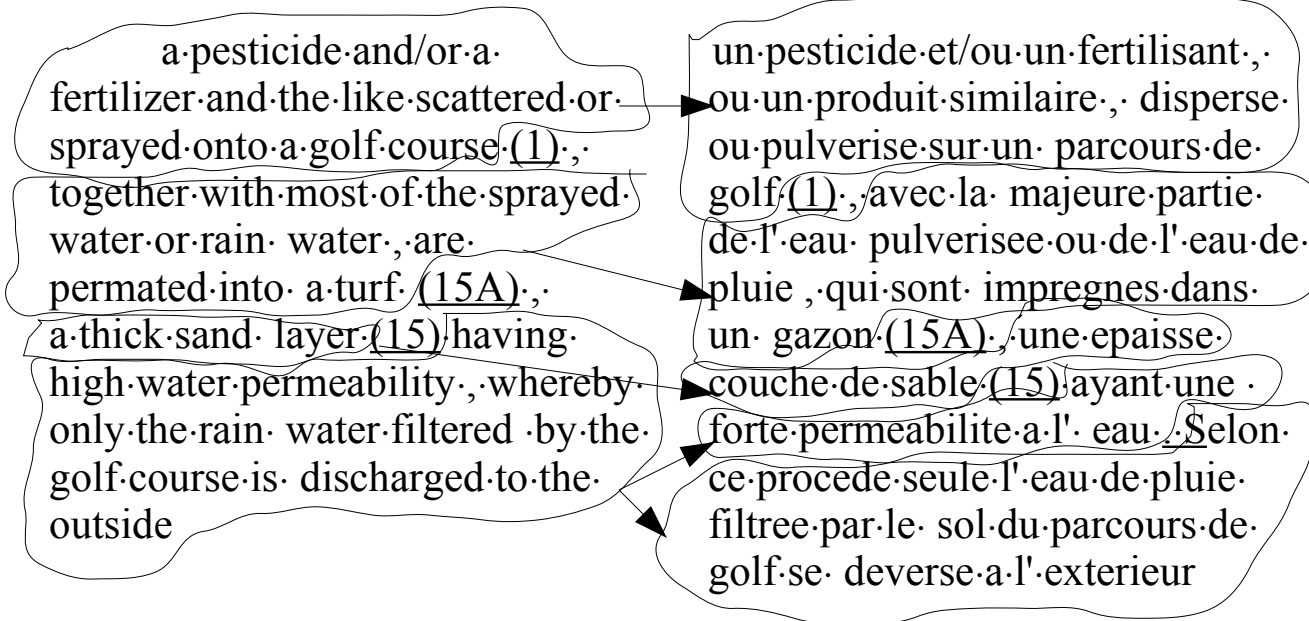 a·pesticide·and/or·a·
fertilizer·and·the·like·scattered·or·
sprayed·onto·a·golf·course·(1)·,·
together·with·most·of·the·sprayed·
water·or·rain· water·,·are·
permated·into· a·turf· (15A)·,·
a·thick·sand· layer·(15)·having·
high·water·permeability·,·whereby·
only·the·rain· water·filtered ·by·the·
golf·course·is· discharged·to·the·
outside
un·pesticide·et/ou·un·fertilisant·,·
ou·un·produit·similaire·,· disperse·
ou·pulverise·sur·un· parcours·de·
golf·(1)·,·avec·la· majeure·partie·
de·l'·eau· pulverisee·ou·de·l'·eau·de·
pluie ,·qui·sont· impregnes·dans·
un· gazon·(15A)·,·une·epaisse·
couche·de·sable·(15)·ayant·une ·
forte·permeabilite·a·l'· eau·.·Selon·
ce·procede·seule·l'·eau·de·pluie·
filtree·par·le· sol·du·parcours·de·
golf·se· deverse·a·l'·exterieur